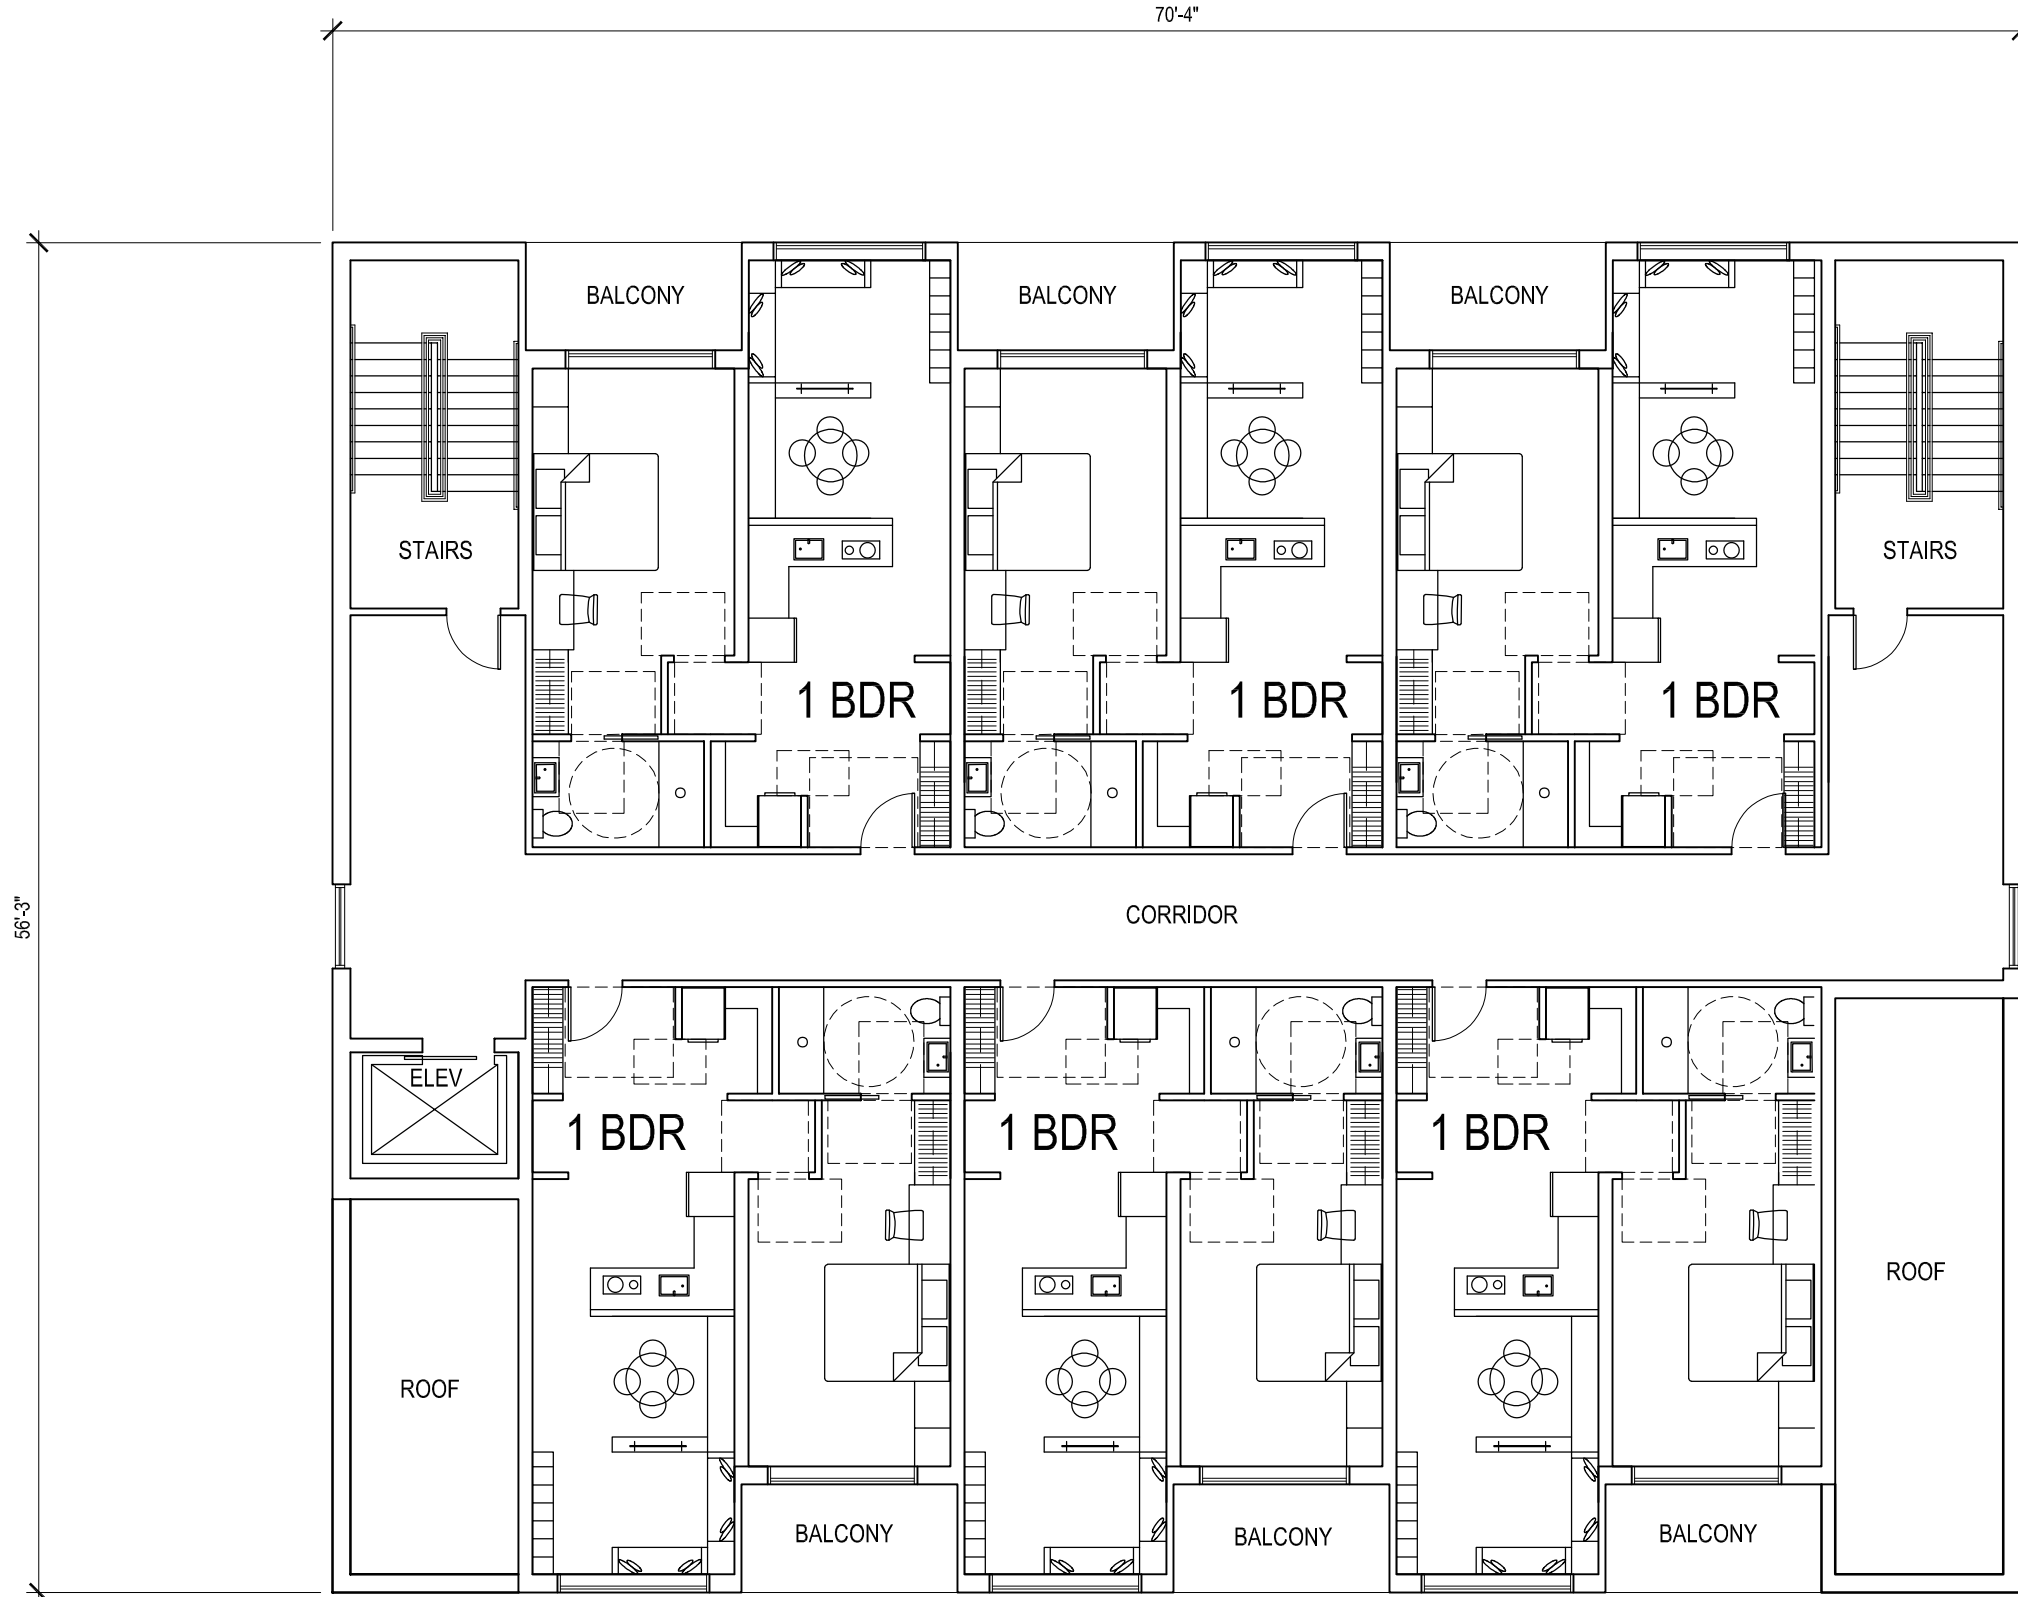 70'-4"
BALCONY
BALCONY
BALCONY
STAIRS
STAIRS
1 BDR
1 BDR
1 BDR
56'-3"
CORRIDOR
ELEV
1 BDR
1 BDR
1 BDR
ROOF
ROOF
BALCONY
BALCONY
BALCONY